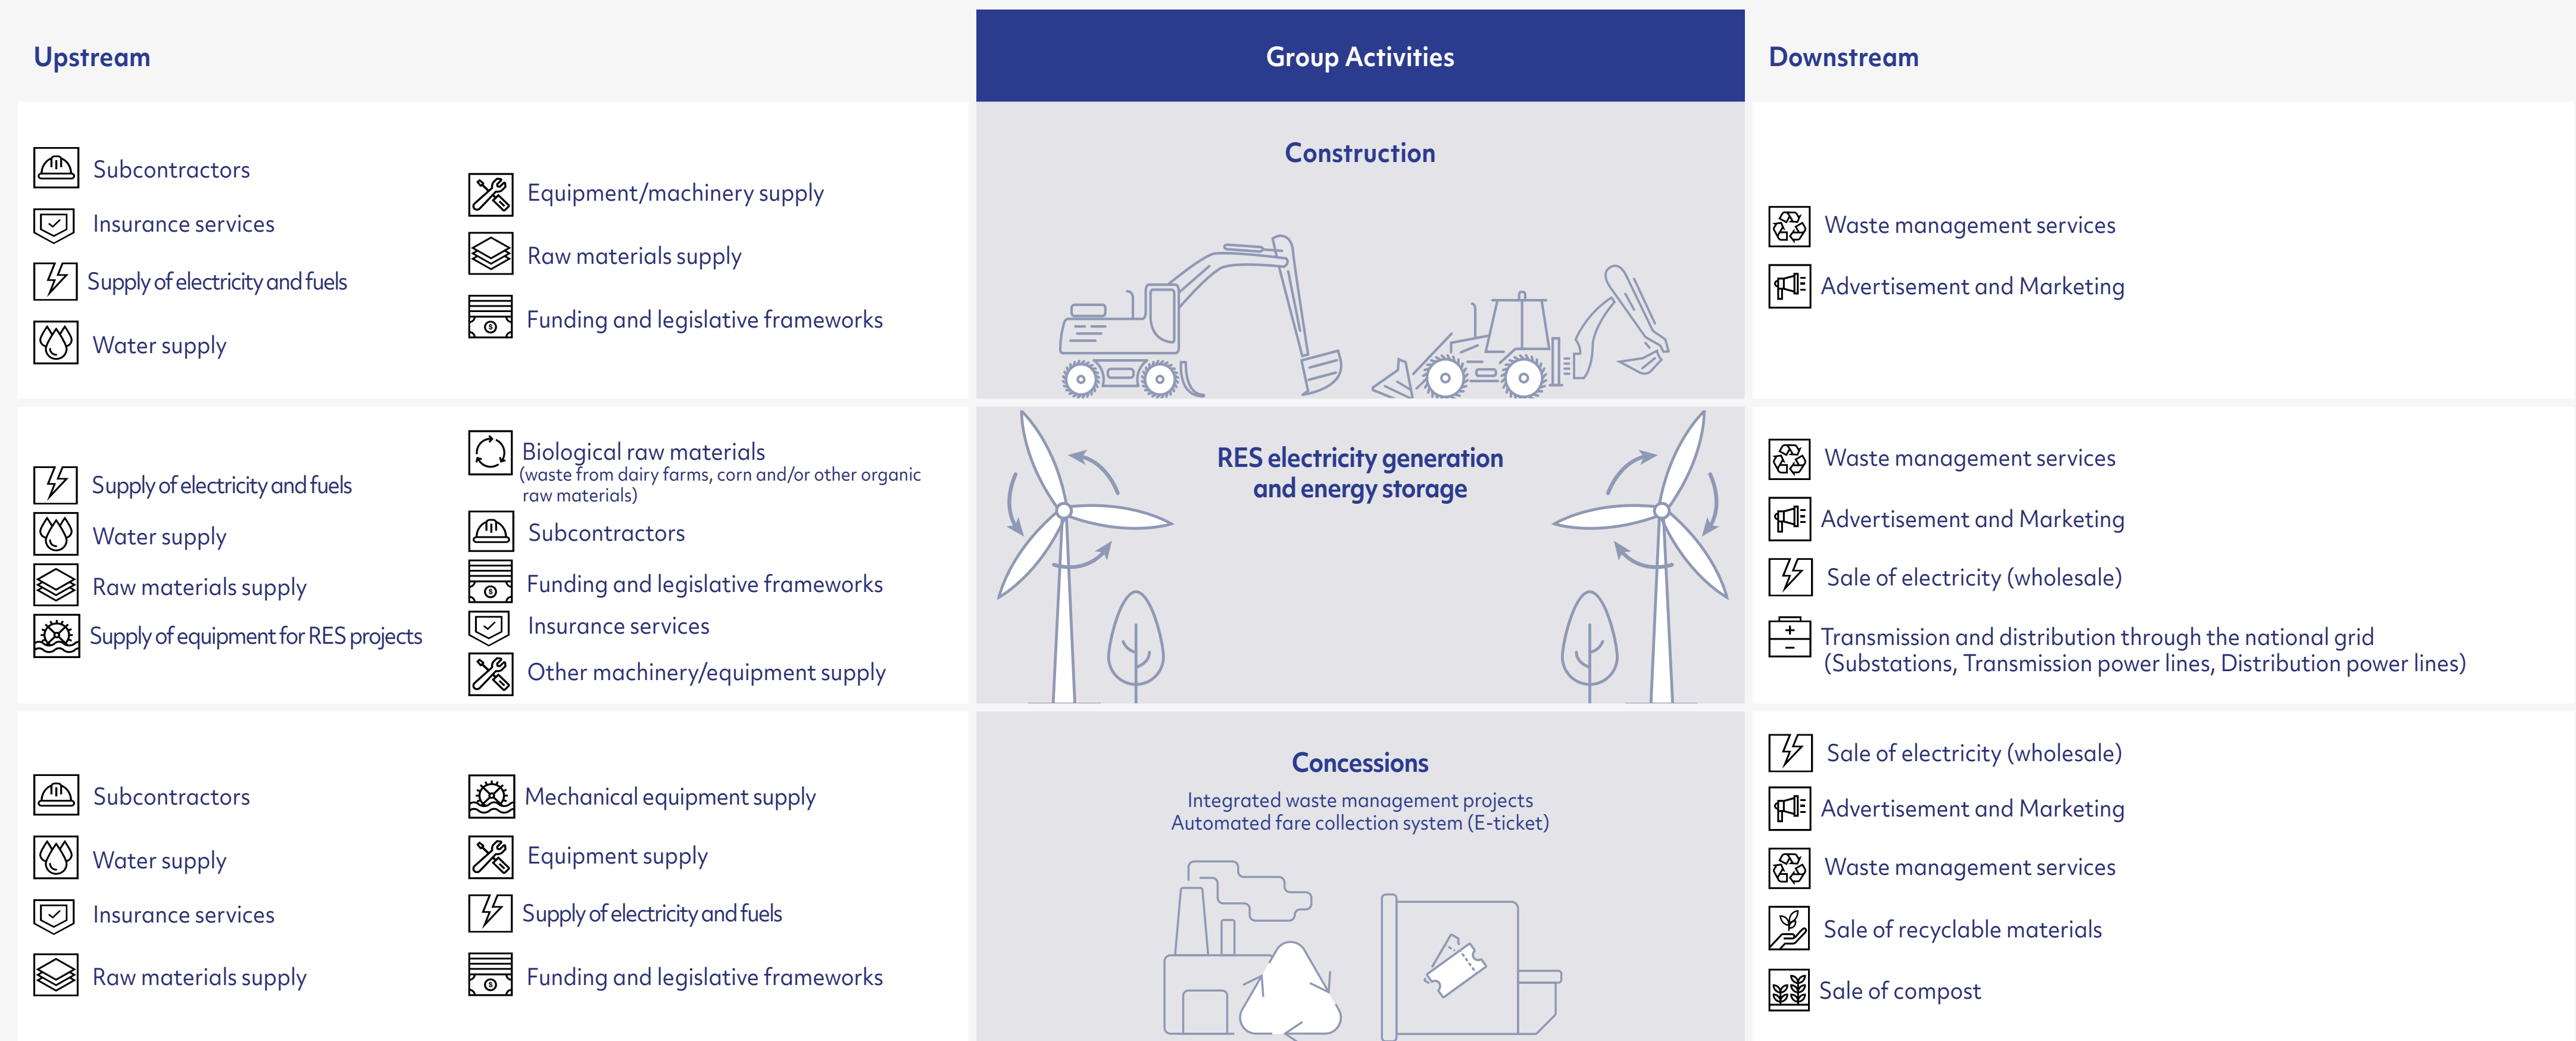 Upstream
Group Activities
Downstream
Subcontractors
Insurance services
Supply of electricity and fuels
Water supply
Equipment/machinery supply
Raw materials supply
Funding and legislative frameworks
Construction
Waste management services
Advertisement and Marketing
Supply of electricity and fuels
Water supply
Raw materials supply
Supply of equipment for RES projects
Biological raw materials
(waste from dairy farms, corn and/or other organic
raw materials)
Subcontractors
Funding and legislative frameworks
Insurance services
Other machinery/equipment supply
RES electricity generation
and energy storage
Waste management services
Advertisement and Marketing
Sale of electricity (wholesale)
Transmission and distribution through the national grid
(Substations, Transmission power lines, Distribution power lines)
Subcontractors
Water supply
Insurance services
Raw materials supply
Mechanical equipment supply
Equipment supply
Supply of electricity and fuels
Funding and legislative frameworks
Concessions
Integrated waste management projects
Automated fare collection system (E-ticket)
Sale of electricity (wholesale)
Advertisement and Marketing
Waste management services
Sale of recyclable materials
Sale of compost